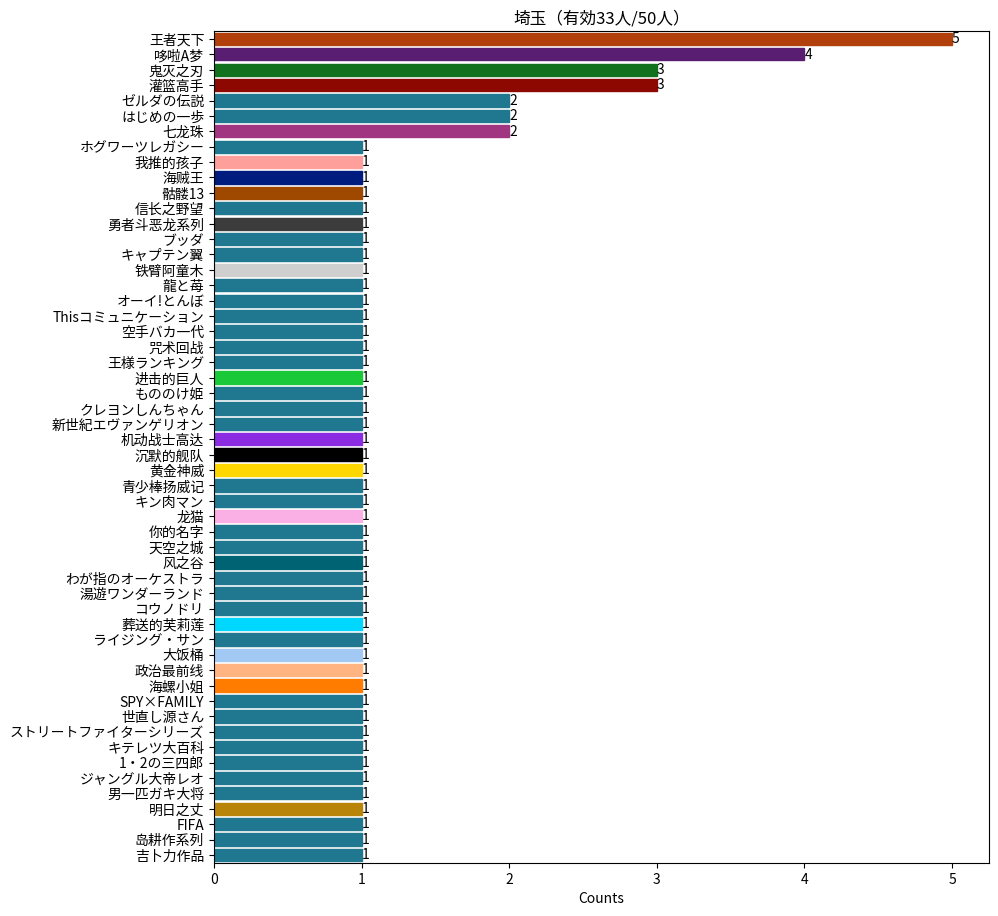 埼玉（有効33人/50人）
王者天下 5
哆啦A梦 4
鬼灭之刃 3
灌篮高手 3
ゼルダの伝説 2
はじめの一歩 2
七龙珠 2
ホグワーツレガシー 1
我推的孩子 1
海贼王 1
骷髅13 1
信长之野望 1
勇者斗恶龙系列 1
ブッダ 1
キャプテン翼 1
铁臂阿童木 1
龍と苺 1
オーイ!とんぼ 1
Thisコミュニケーション 1
空手バカ一代 1
咒术回战 1
王様ランキング 1
进击的巨人 1
もののけ姫 1
クレヨンしんちゃん 1
新世紀エヴァンゲリオン 1
机动战士高达 1
沉默的舰队 1
黄金神威 1
青少棒扬威记 1
キン肉マン 1
龙猫 1
你的名字 1
天空之城 1
风之谷 1
わが指のオーケストラ 1
湯遊ワンダーランド 1
コウノドリ 1
葬送的芙莉莲 1
ライジング・サン 1
大饭桶 1
政治最前线 1
海螺小姐 1
SPY×FAMILY 1
世直し源さん 1
ストリートファイターシリーズ 1
キテレツ大百科 1
1・2の三四郎 1
ジャングル大帝レオ 1
男一匹ガキ大将 1
明日之丈 1
FIFA 1
岛耕作系列 1
吉卜力作品 1
0 1 2 3 4 5
Counts